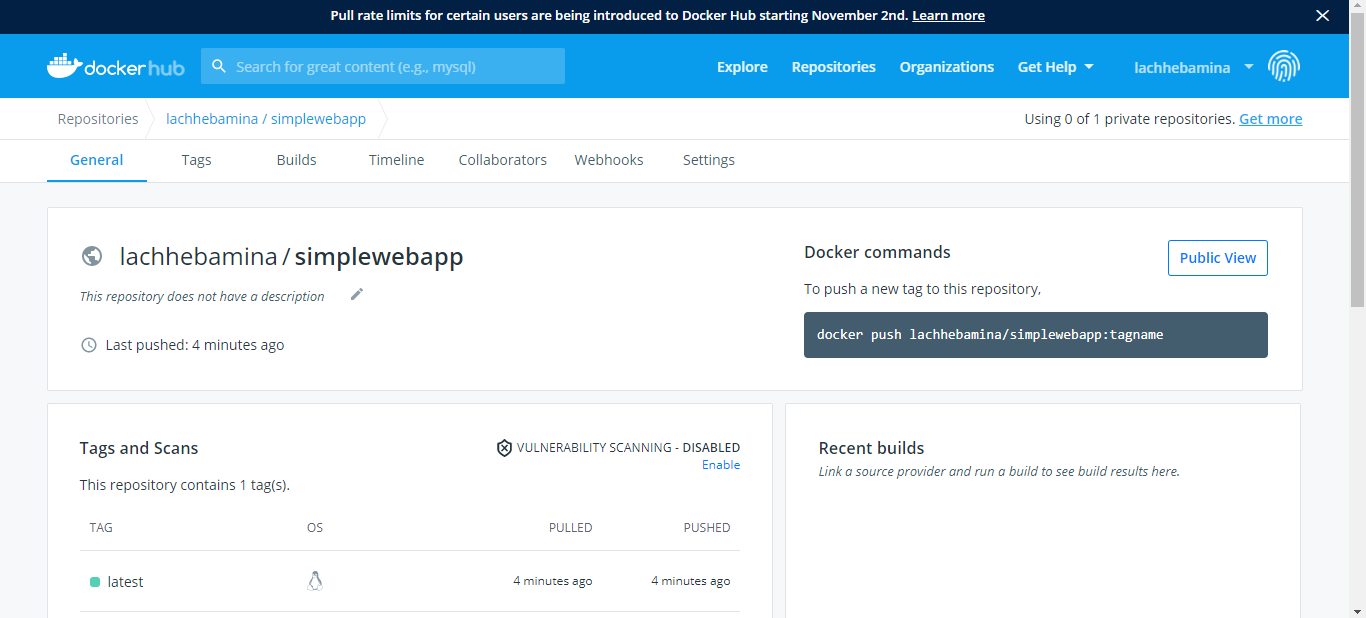 Pull rate limits for certain users are being introduced to Docker Hub starting November 2nd. Learn more
dockerhub
Search for great content (e.g., mysql)
Explore
Repositories
Organizations
Get Help
lachhebamina
Repositories
lachhebamina / simplewebapp
Using 0 of 1 private repositories. Get more
General
Tags
Builds
Timeline
Collaborators
Webhooks
Settings
lachhebamina / simplewebapp
This repository does not have a description
Last pushed: 4 minutes ago
Docker commands
Public View
To push a new tag to this repository,
docker push lachhebamina/simplewebapp:tagname
Tags and Scans
VULNERABILITY SCANNING - DISABLED
Enable
This repository contains 1 tag(s).
TAG
OS
PULLED
PUSHED
latest
4 minutes ago
4 minutes ago
Recent builds
Link a source provider and run a build to see build results here.